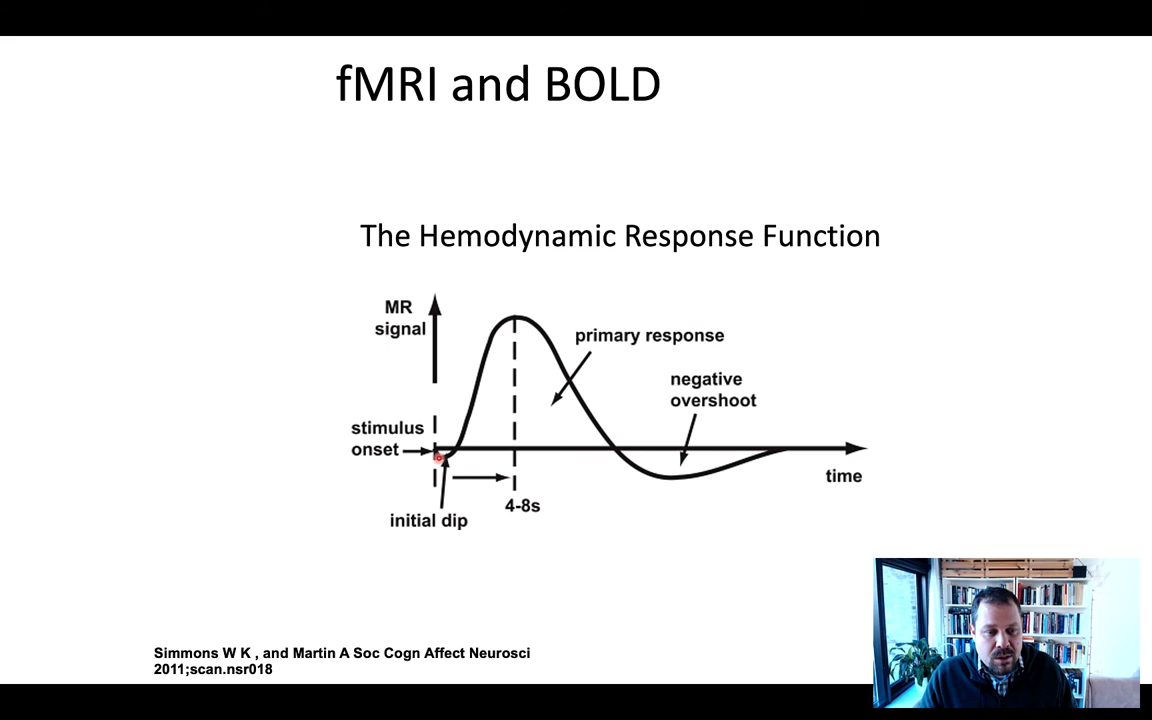 fMRI and BOLD
The Hemodynamic Response Function
MR
signal
primary response
negative
overshoot
stimulus
onset
time
4-8s
initial dip
Simmons W K , and Martin A Soc Cogn Affect Neurosci
2011;scan.nsr018